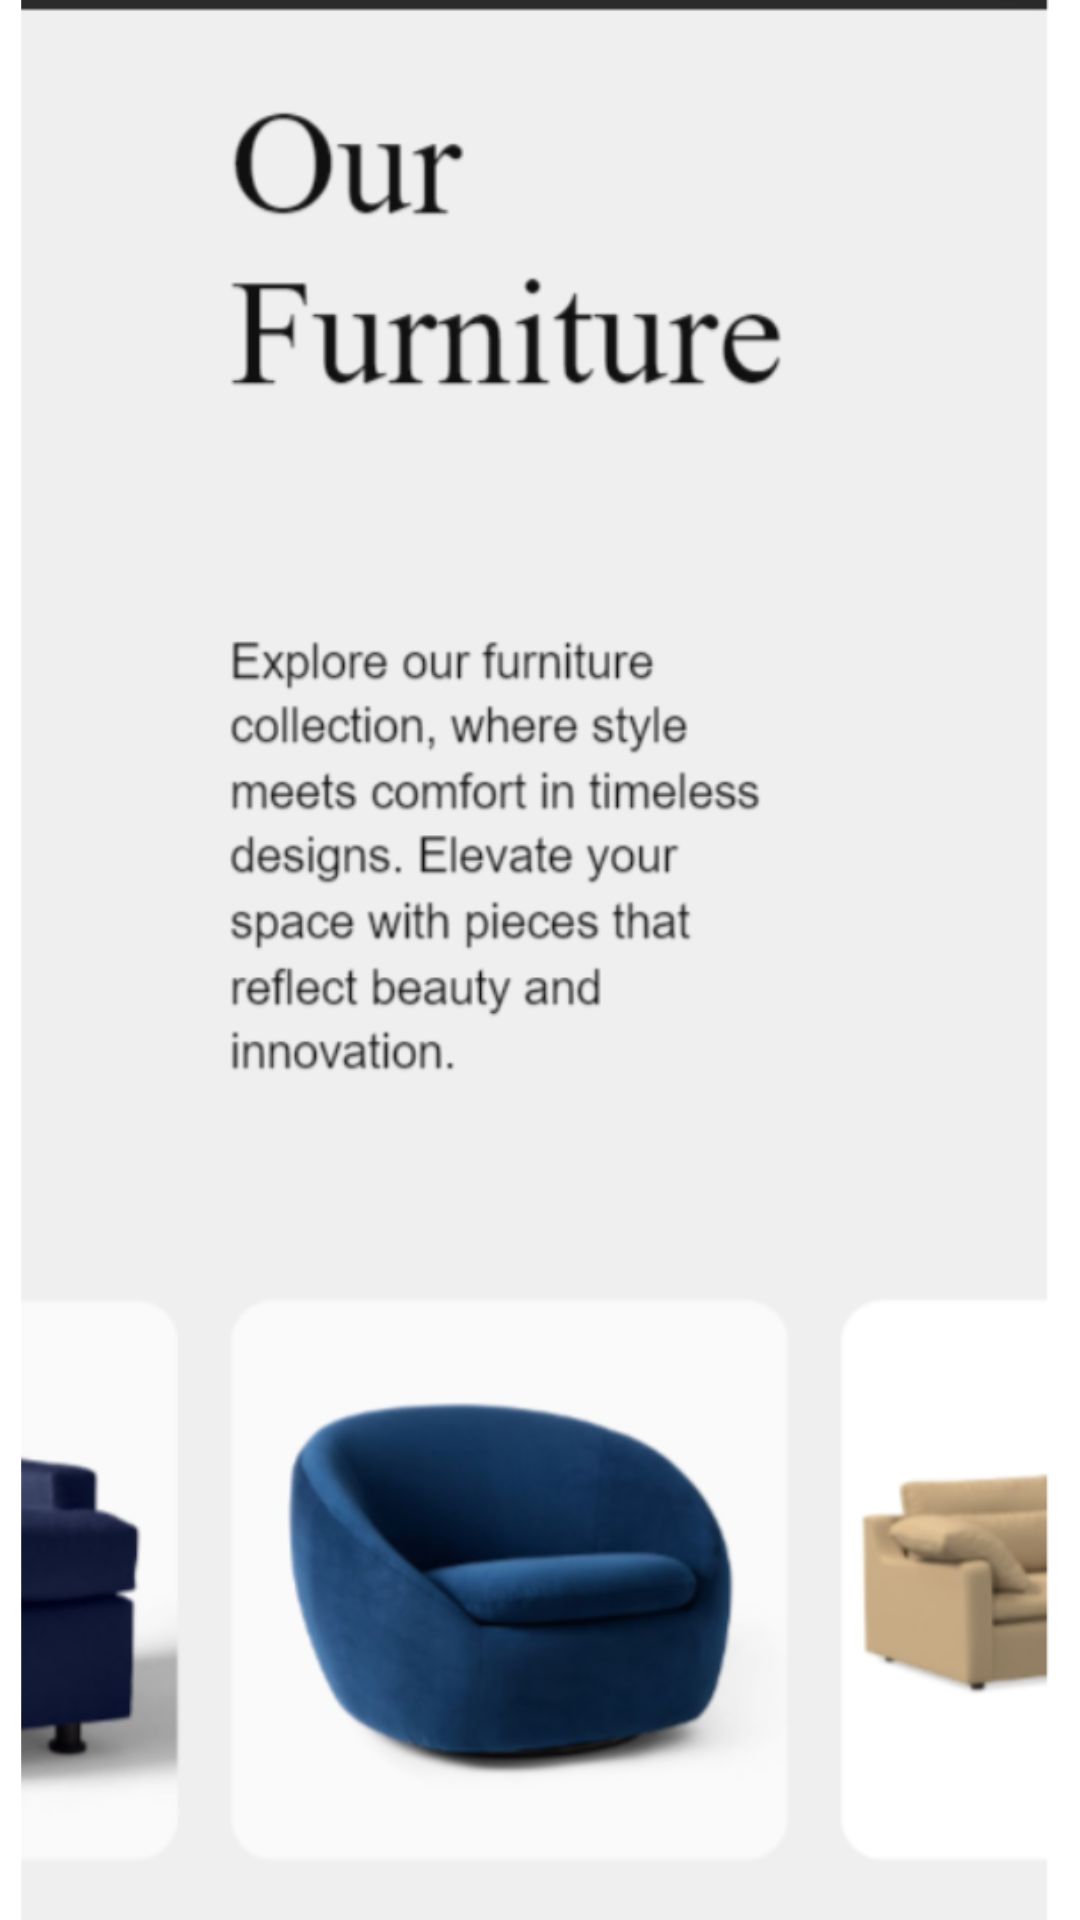 Our
Furniture
Explore our furniture
collection, where style
meets comfort in timeless
designs. Elevate your
space with pieces that
reflect beauty and
innovation.